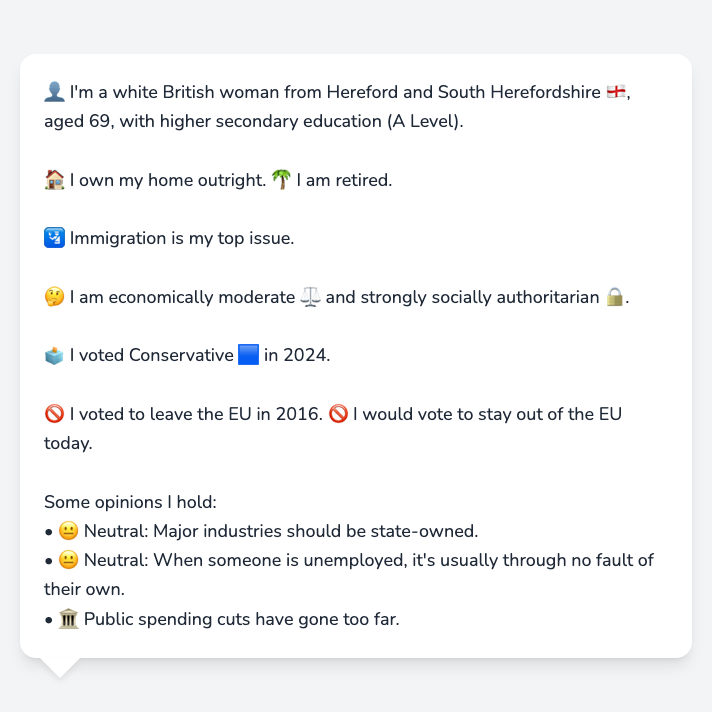 👤 I'm a white British woman from Hereford and South Herefordshire 🏴󠁧󠁢󠁥󠁮󠁧󠁿,
aged 69, with higher secondary education (A Level).
🏠 I own my home outright. 🌴 I am retired.
🛂 Immigration is my top issue.
🤔 I am economically moderate ⚖️ and strongly socially authoritarian 🔒.
🗳️ I voted Conservative 🟦 in 2024.
🚫 I voted to leave the EU in 2016. 🚫 I would vote to stay out of the EU
today.
Some opinions I hold:
• 😐 Neutral: Major industries should be state-owned.
• 😐 Neutral: When someone is unemployed, it's usually through no fault of
their own.
• 🏛️ Public spending cuts have gone too far.